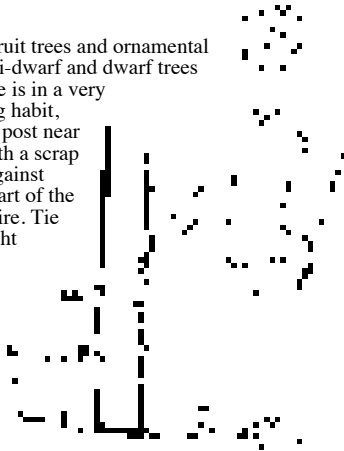 ruit trees and ornamental
i-dwarf and dwarf trees
e is in a very
g habit,
post near
th a scrap
gainst
art of the
ire. Tie
ht